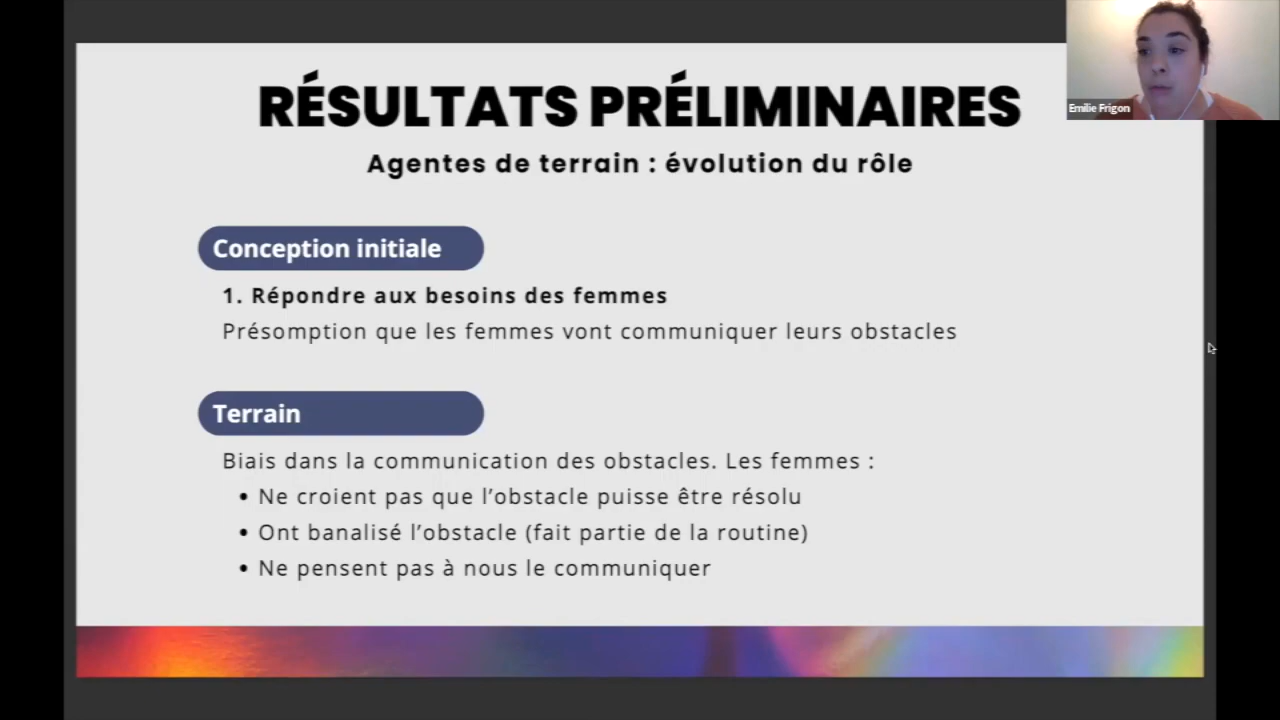 RÉSULTATS PRÉLIMINAIRES
Agentes de terrain : évolution du rôle
Emilie Frigon
Conception initiale
1. Répondre aux besoins des femmes
Présomption que les femmes vont communiquer leurs obstacles
Terrain
Biais dans la communication des obstacles. Les femmes :
• Ne croient pas que l'obstacle puisse être résolu
• Ont banalisé l'obstacle (fait partie de la routine)
• Ne pensent pas à nous le communiquer